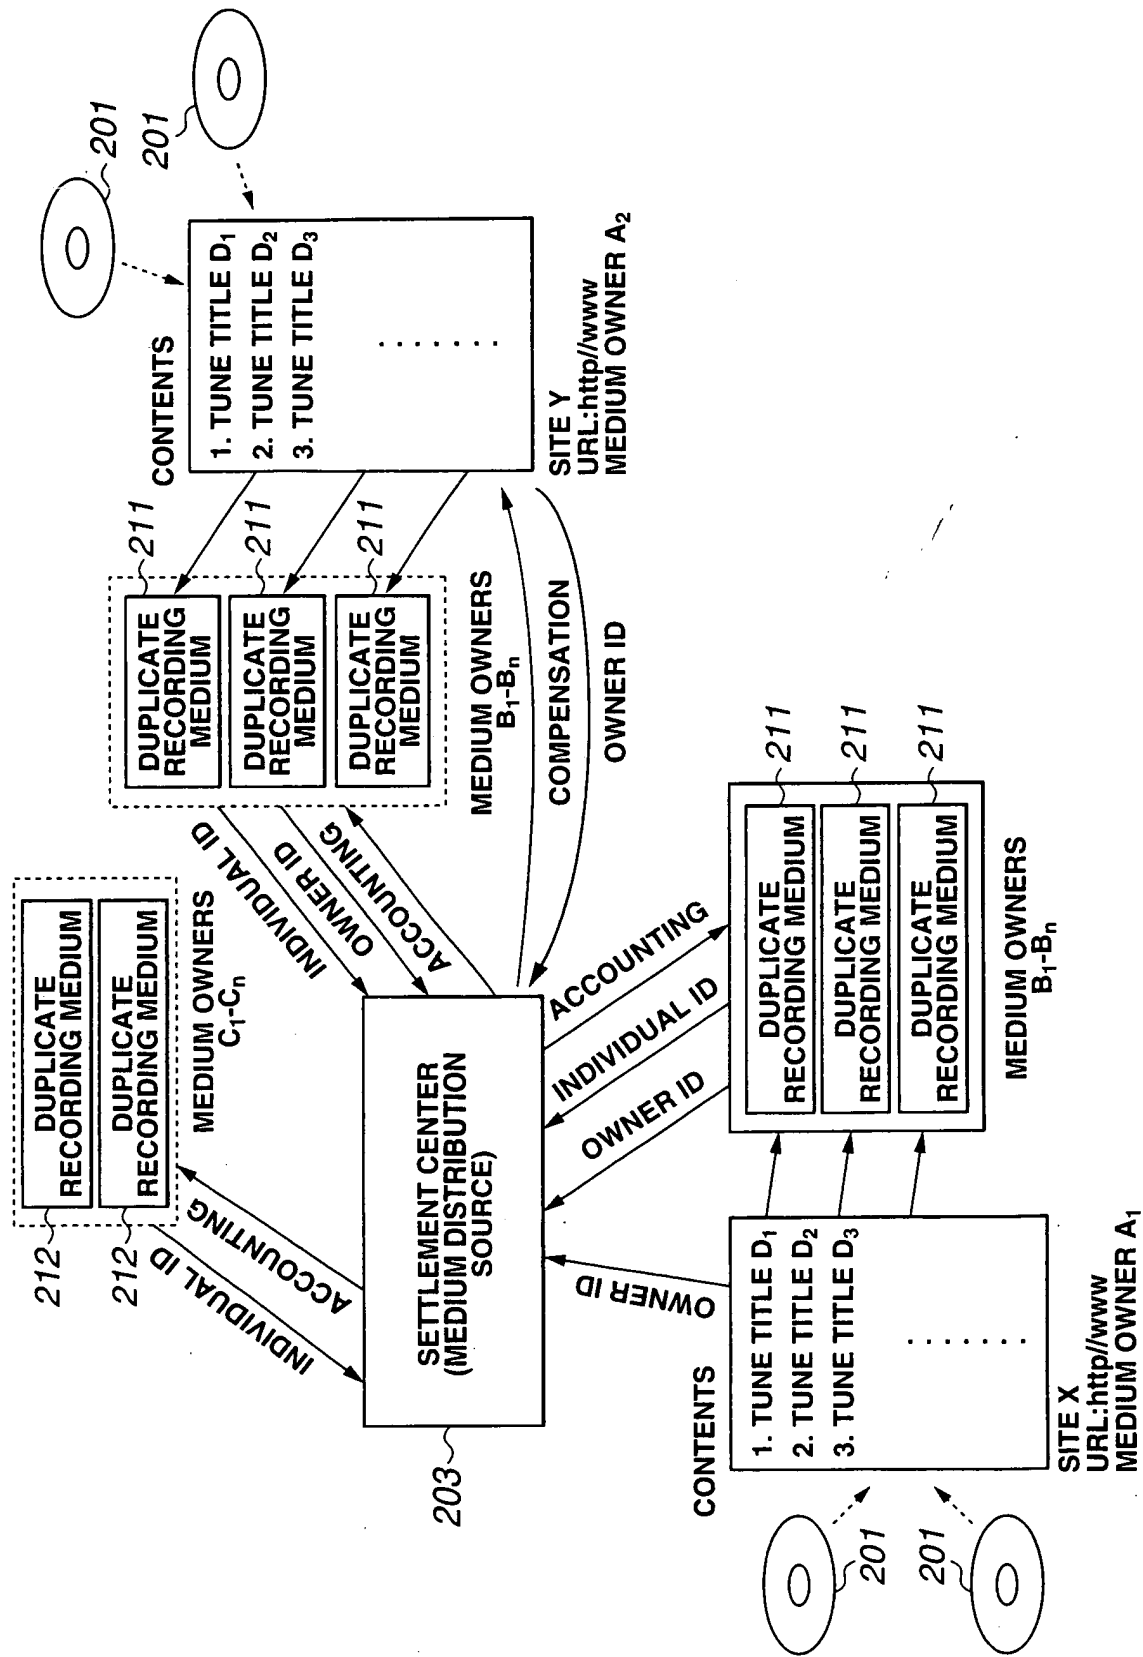 201
201
CONTENTS
1. TUNE TITLE D1
2. TUNE TITLE D2
3. TUNE TITLE D3
. . . . . . .
SITE Y
URL:http//www
MEDIUM OWNER A2
211
DUPLICATE
RECORDING
MEDIUM
211
DUPLICATE
RECORDING
MEDIUM
211
DUPLICATE
RECORDING
MEDIUM
MEDIUM OWNERS
B1-Bn
COMPENSATION
OWNER ID
INDIVIDUAL ID
OWNER ID
ACCOUNTING
DUPLICATE
RECORDING MEDIUM
DUPLICATE
RECORDING MEDIUM
212
212
MEDIUM OWNERS
C1-Cn
ACCOUNTING
INDIVIDUAL ID
SETTLEMENT CENTER
(MEDIUM DISTRIBUTION
SOURCE)
203
ACCOUNTING
INDIVIDUAL ID
OWNER ID
OWNER ID
211
DUPLICATE
RECORDING MEDIUM
211
DUPLICATE
RECORDING MEDIUM
211
DUPLICATE
RECORDING MEDIUM
MEDIUM OWNERS
B1-Bn
CONTENTS
1. TUNE TITLE D1
2. TUNE TITLE D2
3. TUNE TITLE D3
. . . . . . .
SITE X
URL:http//www
MEDIUM OWNER A1
201
201